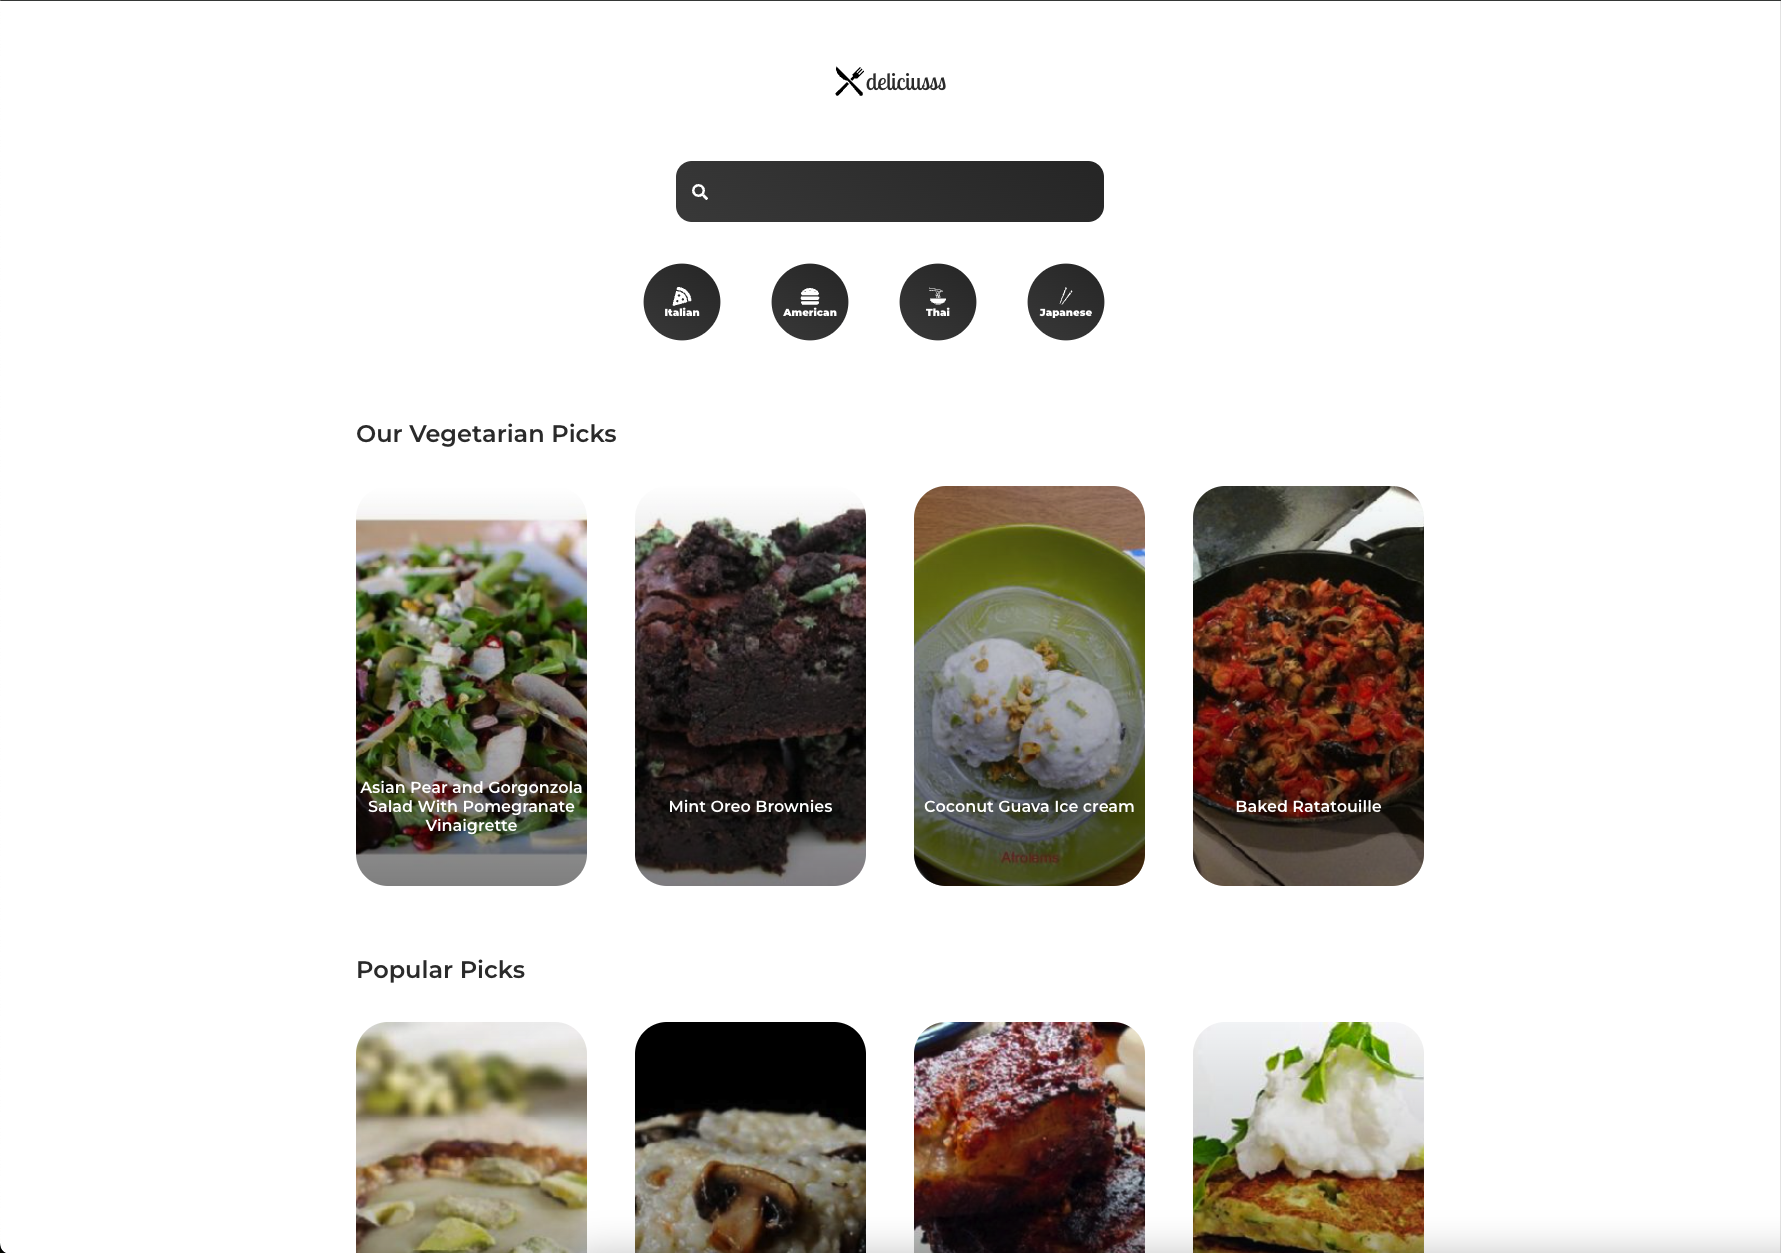 deliciusss
Italian
American
Thai
Japanese
Our Vegetarian Picks
Asian Pear and Gorgonzola
Salad With Pomegranate
Vinaigrette
Mint Oreo Brownies
Coconut Guava Ice cream
Baked Ratatouille
Popular Picks